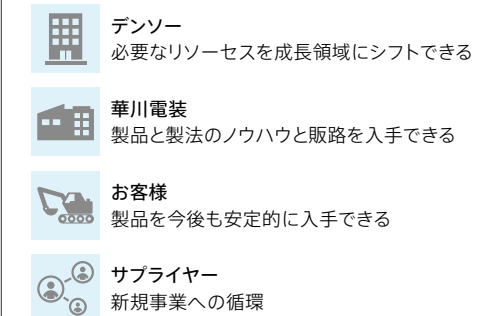 デンソー
必要なリソーセスを成長領域にシフトできる
華川電装
製品と製法のノウハウと販路を入手できる
お客様
製品を今後も安定的に入手できる
サプライヤー
新規事業への循環